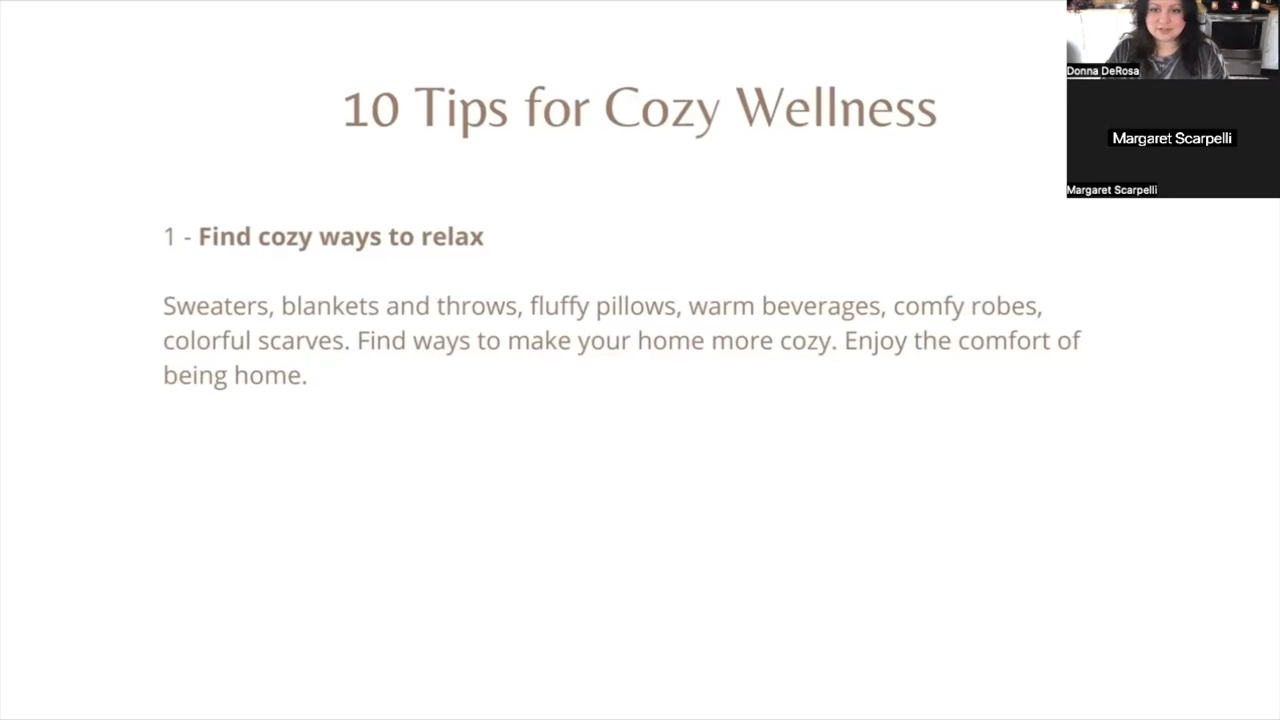 10 Tips for Cozy Wellness
1 - Find cozy ways to relax
Sweaters, blankets and throws, fluffy pillows, warm beverages, comfy robes,
colorful scarves. Find ways to make your home more cozy. Enjoy the comfort of
being home.
Donna DeRosa
Margaret Scarpelli
Margaret Scarpelli